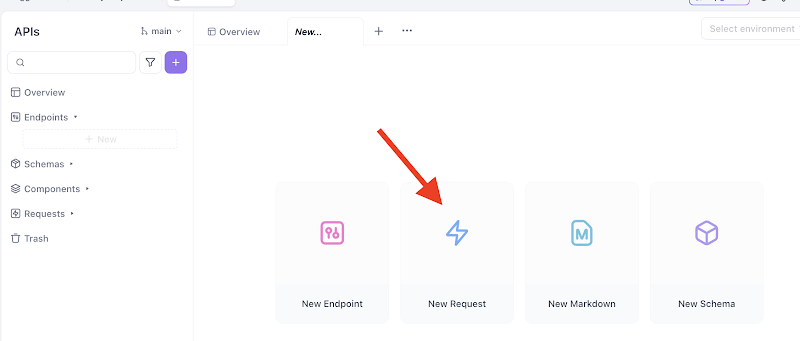 APIs
main
Overview
New...
Select environment
Overview
Endpoints
New
Schemas
Components
Requests
Trash
M
New Endpoint
New Request
New Markdown
New Schema